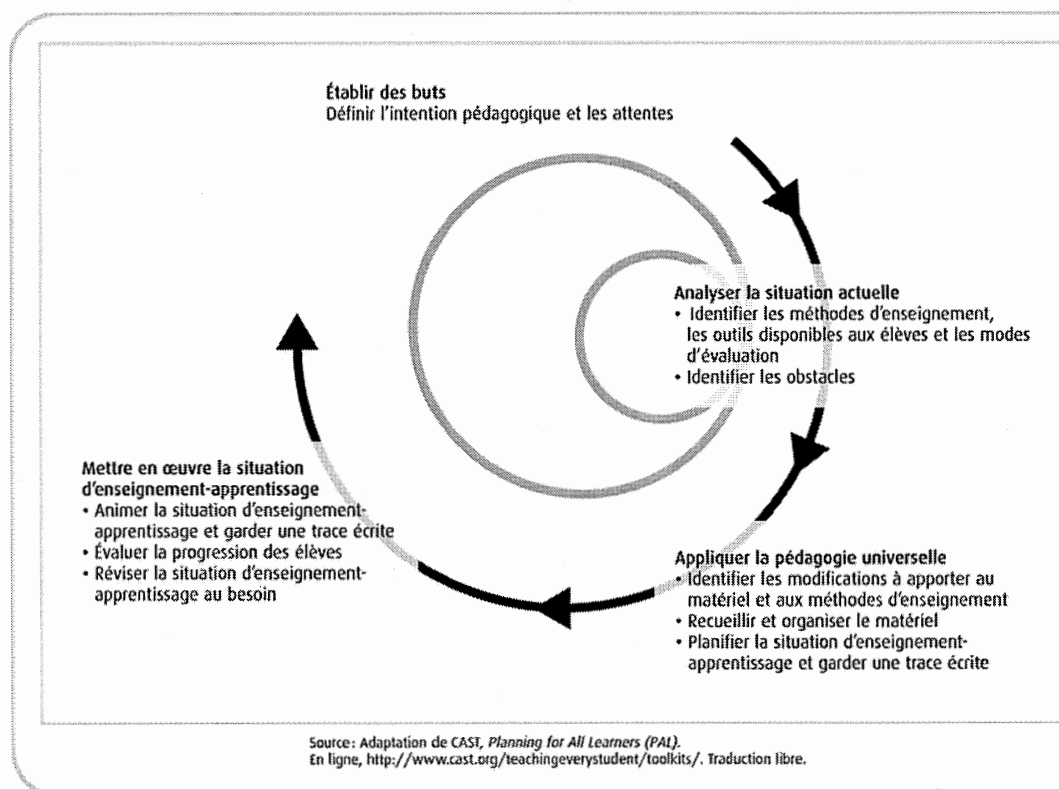 Établir des buts
Définir l'intention pédagogique et les attentes
Analyser la situation actuelle
• Identifier les méthodes d'enseignement,
les outils disponibles aux élèves et les modes
d'évaluation
• Identifier les obstacles
Appliquer la pédagogie universelle
• Identifier les modifications à apporter au
matériel et aux méthodes d'enseignement
• Recueillir et organiser le matériel
• Planifier la situation d'enseignement-
apprentissage et garder une trace écrite
Mettre en œuvre la situation
d'enseignement-apprentissage
• Animer la situation d'enseignement-
apprentissage et garder une trace écrite
• Évaluer la progression des élèves
• Réviser la situation d'enseignement-
apprentissage au besoin
Source: Adaptation de CAST, Planning for All Learners (PAL).
En ligne, http://www.cast.org/teachingeverystudent/toolkits/. Traduction libre.